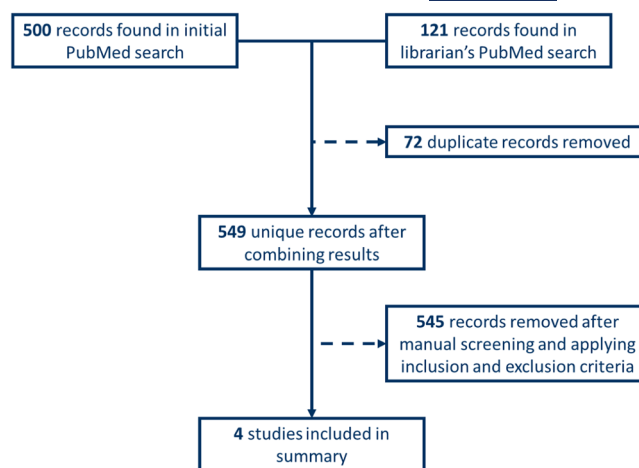 500 records found in initial
PubMed search
121 records found in
librarian's PubMed search
72 duplicate records removed
549 unique records after
combining results
545 records removed after
manual screening and applying
inclusion and exclusion criteria
4 studies included in
summary